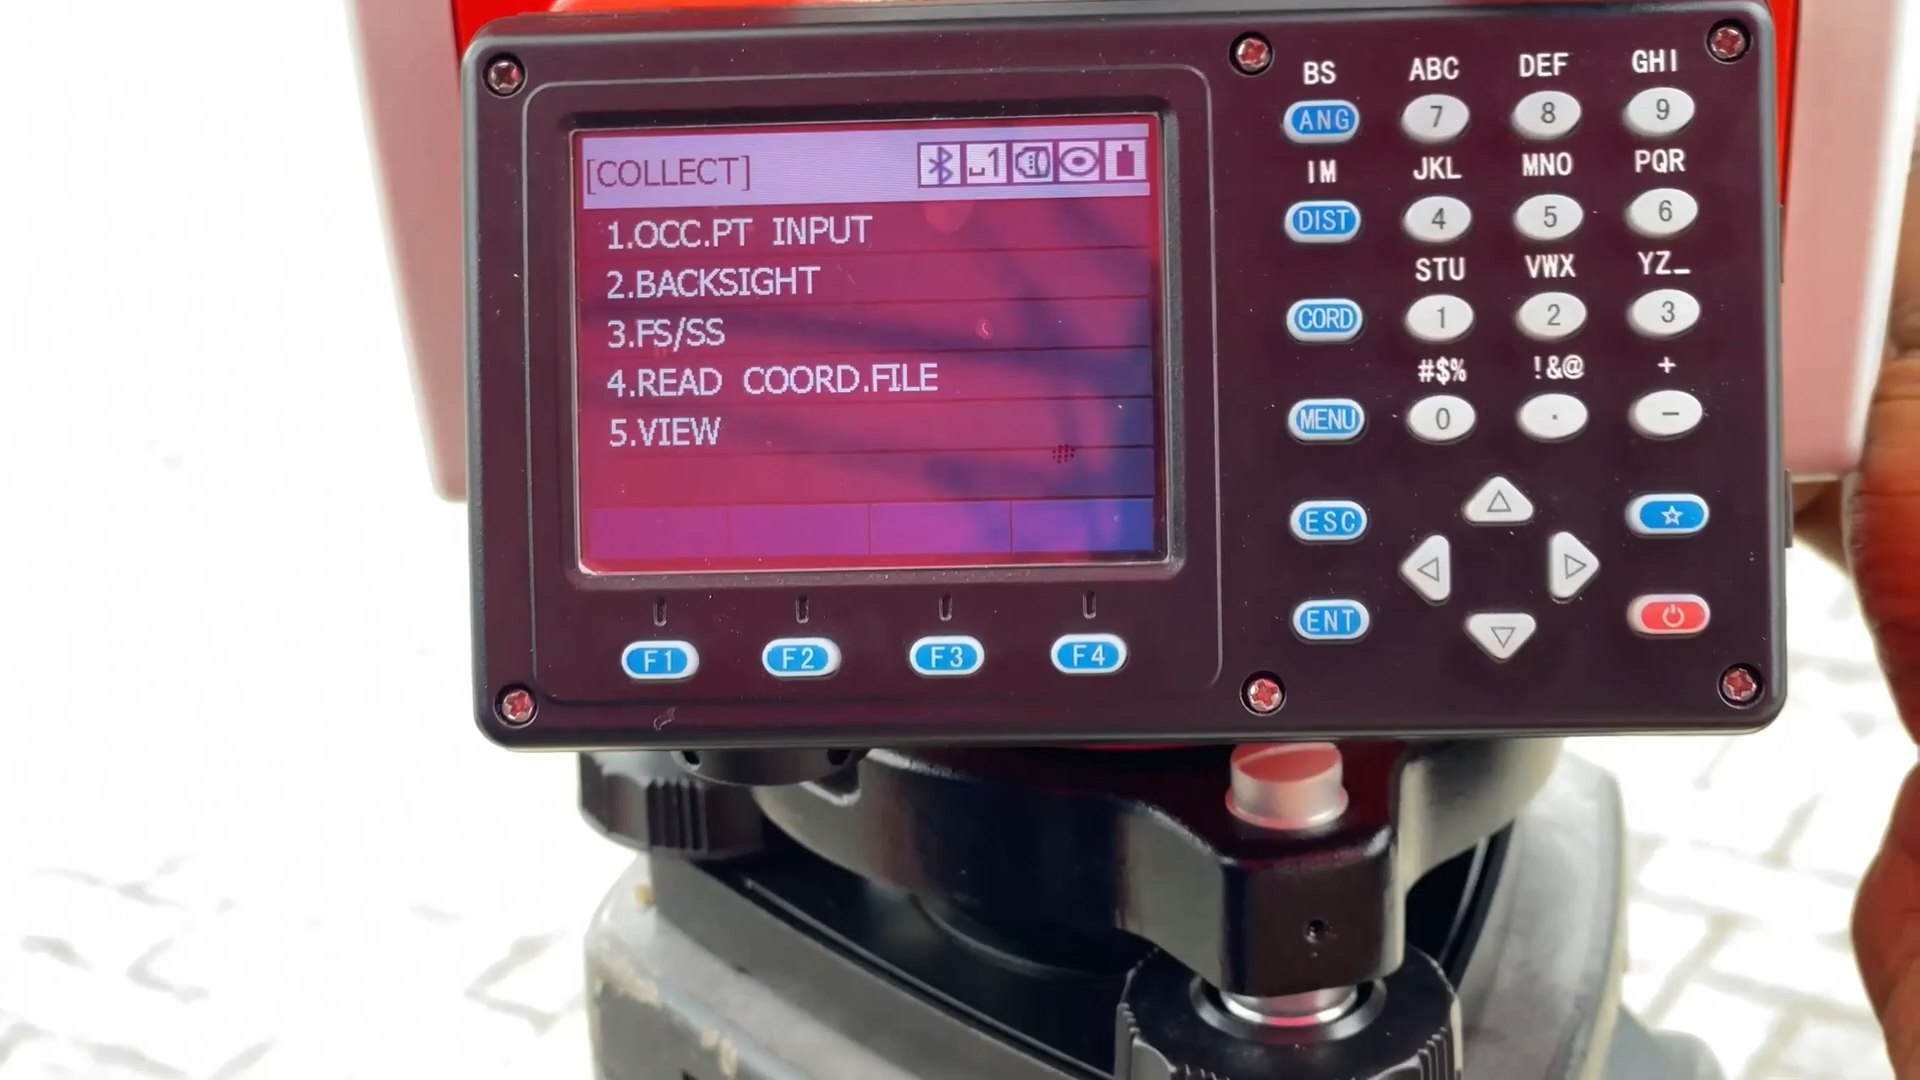 [COLLECT]
1.OCC.PT INPUT
2.BACKSIGHT
3.FS/SS
4.READ COORD.FILE
5.VIEW
F1 F2 F3 F4
BS ABC DEF GHI
ANG 7 8 9
IM JKL MNO PQR
DIST 4 5 6
STU VWX YZ_
CORD 1 2 3
#$% !&@ +
MENU 0 . -
ESC
ENT